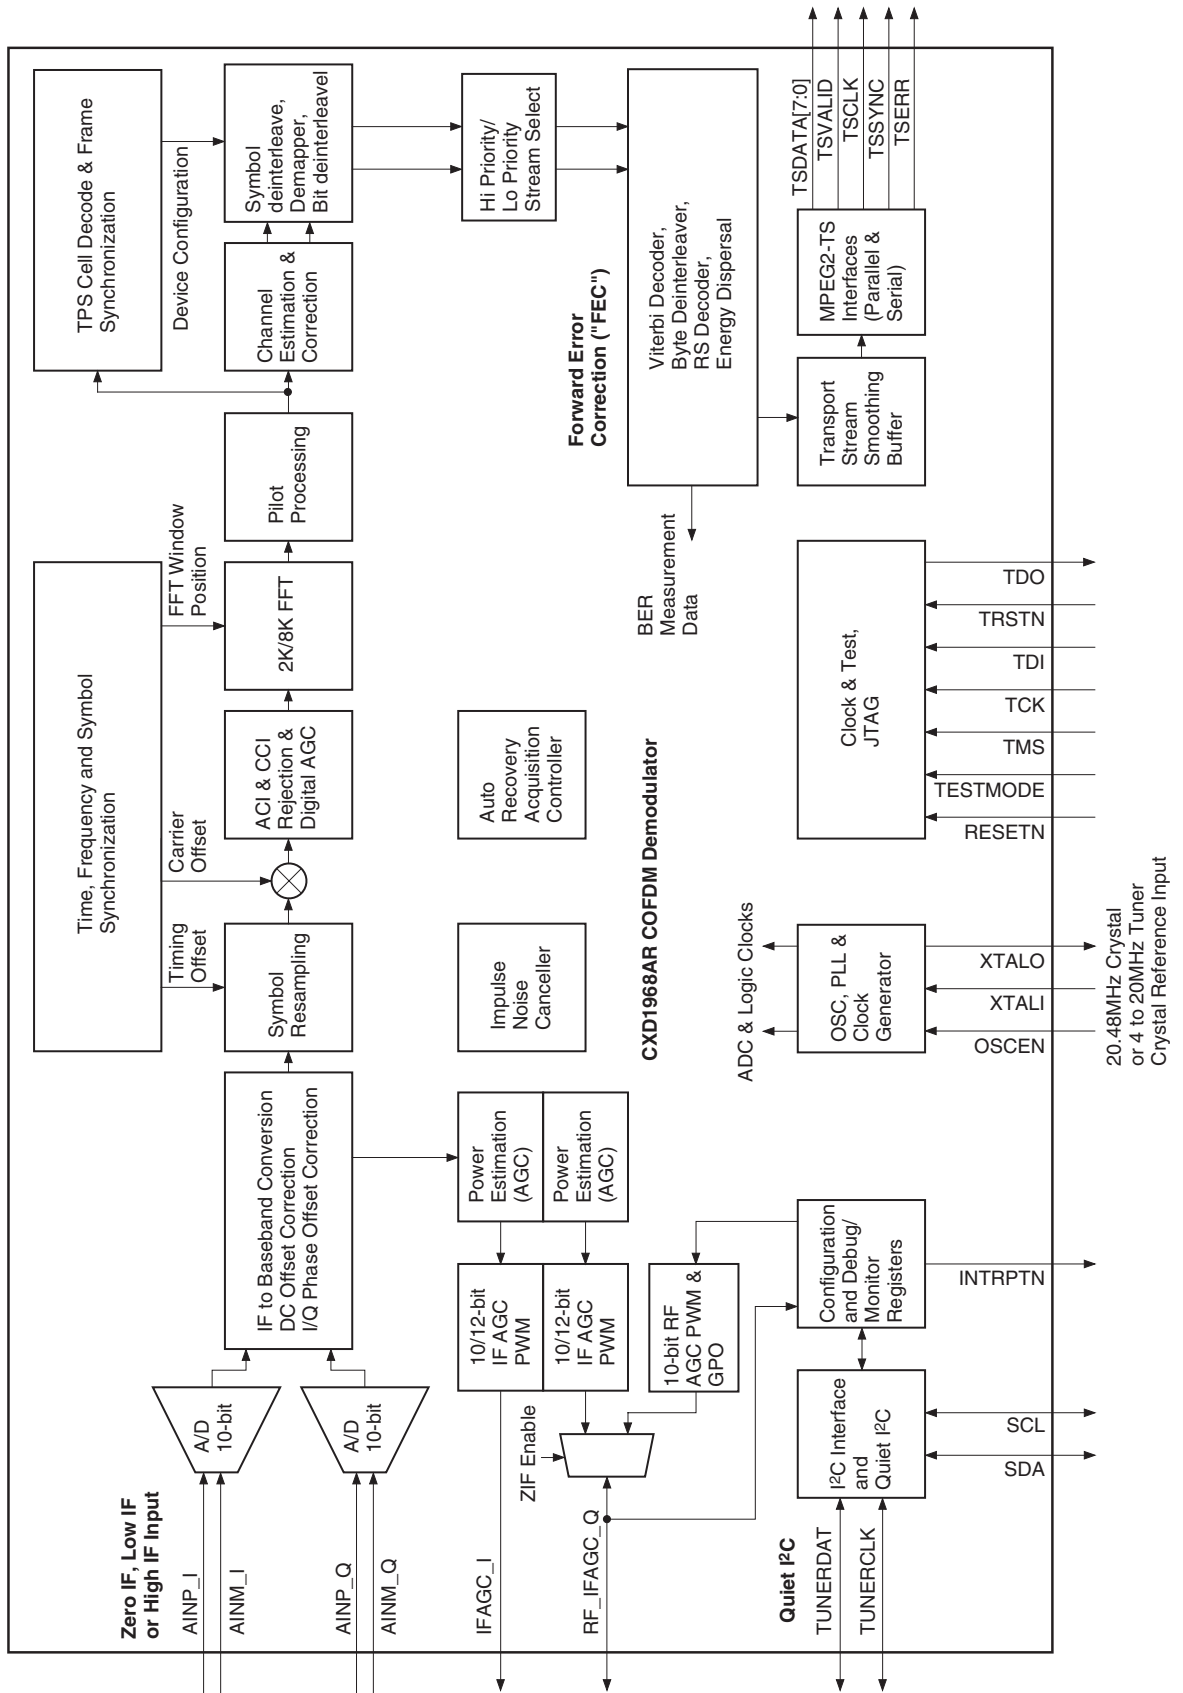 Zero IF, Low IF
or High IF Input
AINP_I
AINM_I
AINP_Q
AINM_Q
A/D
10-bit
A/D
10-bit
IF to Baseband Conversion
DC Offset Correction
I/Q Phase Offset Correction
Time, Frequency and Symbol
Synchronization
Timing
Offset
Carrier
Offset
FFT Window
Position
Symbol
Resampling
ACI & CCI
Rejection &
Digital AGC
2K/8K FFT
Pilot
Processing
TPS Cell Decode & Frame
Synchronization
Device Configuration
Channel
Estimation &
Correction
Symbol
deinterleave,
Demapper,
Bit deinterleavel
IFAGC_I
RF_IFAGC_Q
ZIF Enable
10/12-bit
IF AGC
PWM
10/12-bit
IF AGC
PWM
Power
Estimation
(AGC)
Power
Estimation
(AGC)
10-bit RF
AGC PWM &
GPO
Impulse
Noise
Canceller
Auto
Recovery
Acquisition
Controller
Hi Priority/
Lo Priority
Stream Select
Forward Error
Correction ("FEC")
Viterbi Decoder,
Byte Deinterleaver,
RS Decoder,
Energy Dispersal
BER
Measurement
Data
CXD1968AR COFDM Demodulator
Quiet I²C
TUNERDAT
TUNERCLK
I²C Interface
and
Quiet I²C
Configuration
and Debug/
Monitor
Registers
ADC & Logic Clocks
OSC, PLL &
Clock
Generator
Clock & Test,
JTAG
Transport
Stream
Smoothing
Buffer
MPEG2-TS
Interfaces
(Parallel &
Serial)
TSDATA[7:0]
TSVALID
TSCLK
TSSYNC
TSERR
SDA
SCL
INTRPTN
OSCEN
XTALI
XTALO
RESETN
TESTMODE
TMS
TCK
TDI
TRSTN
TDO
20.48MHz Crystal
or 4 to 20MHz Tuner
Crystal Reference Input